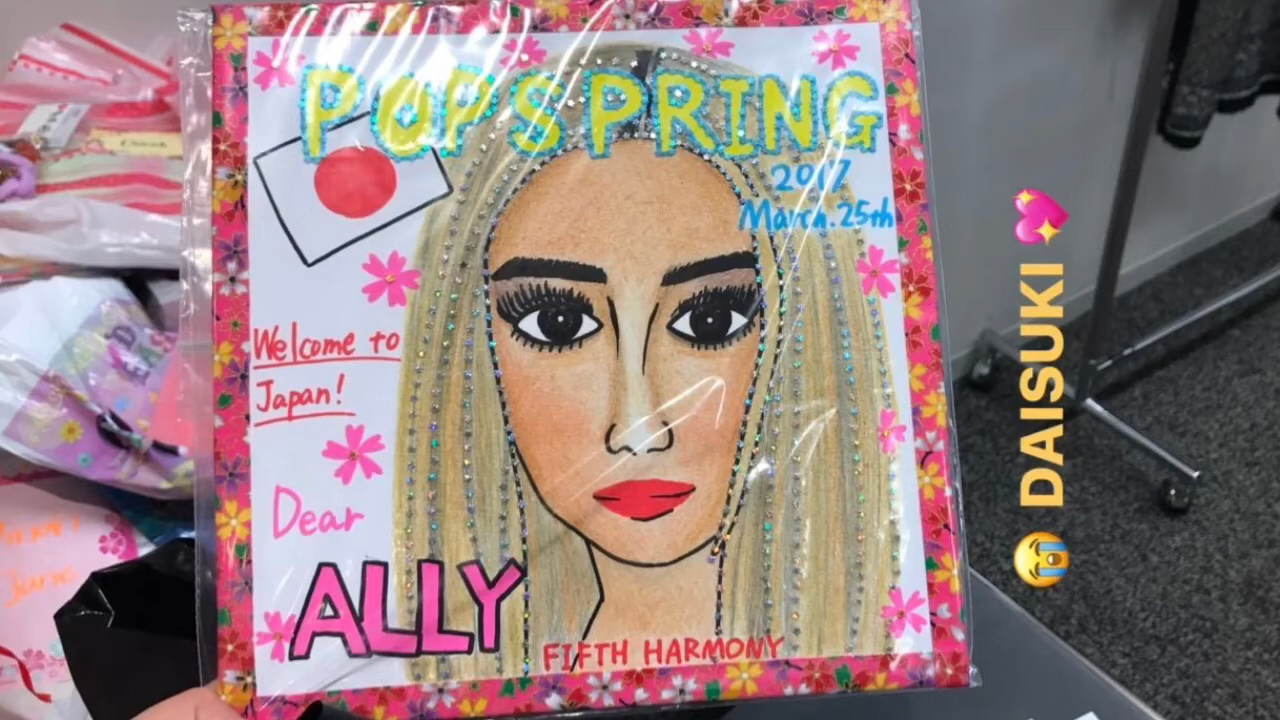 POPSPRING
2017
March.25th
Welcome to
Japan!
Dear
ALLY
FIFTH HARMONY
😭 DAISUKI 💖